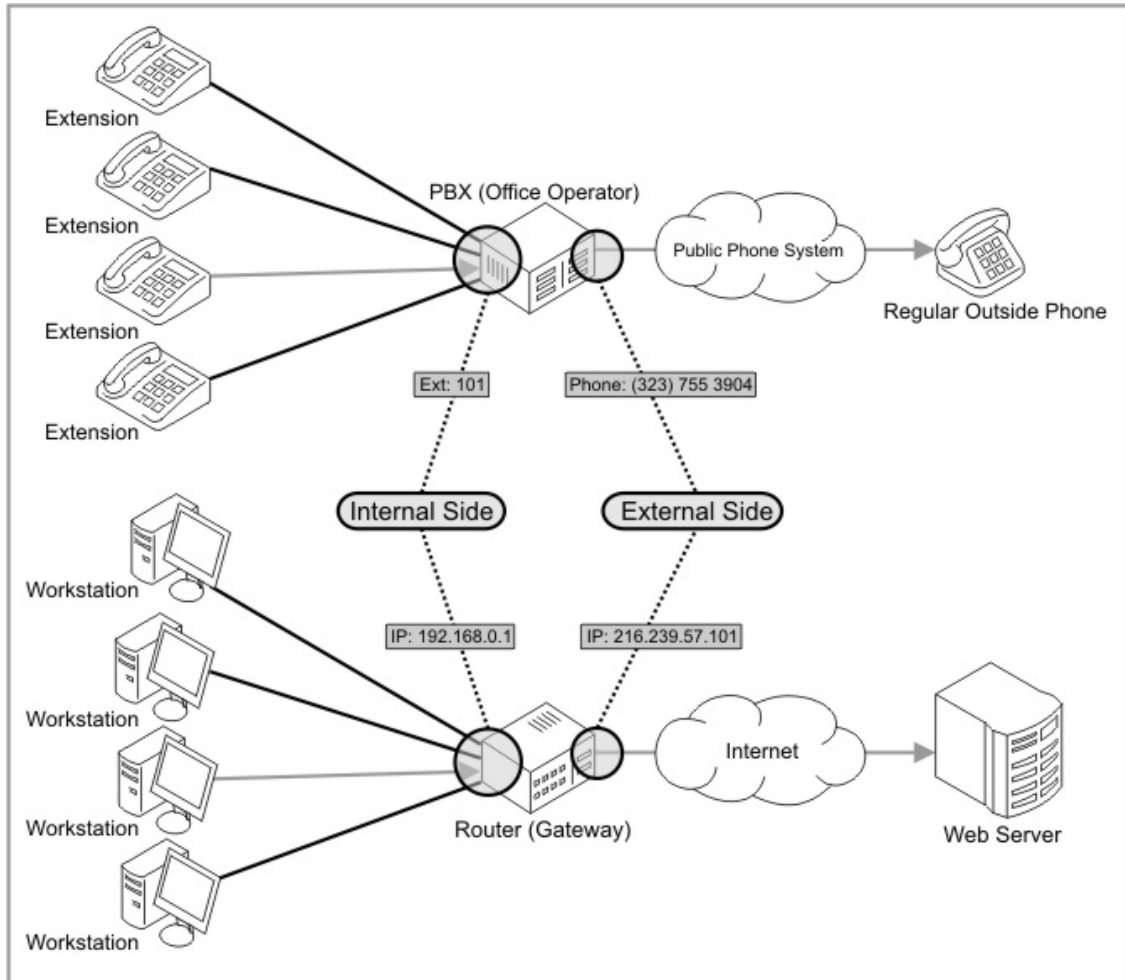 Extension
Extension
PBX (Office Operator)
Public Phone System
Extension
Regular Outside Phone
Extension
Ext: 101
Phone: (323) 755 3904
Internal Side
External Side
Workstation
IP: 192.168.0.1
IP: 216.239.57.101
Workstation
Internet
Workstation
Router (Gateway)
Web Server
Workstation